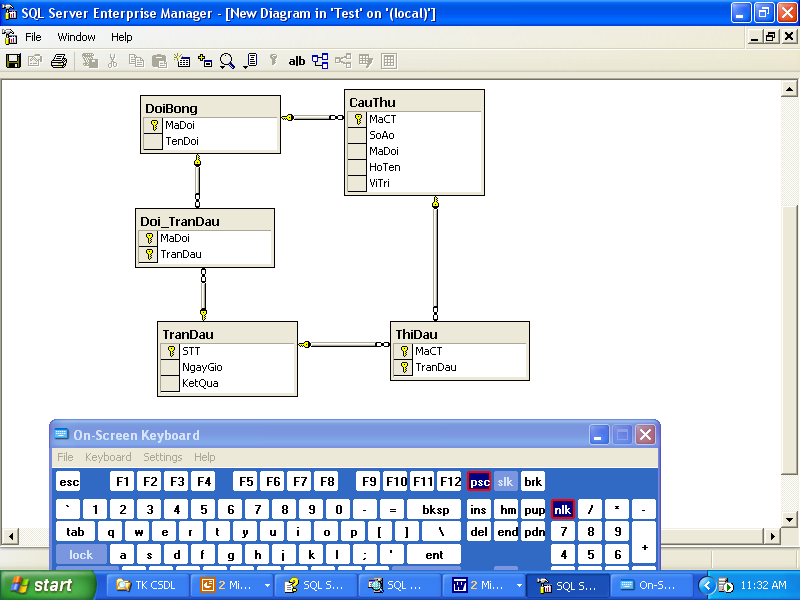 SQL Server Enterprise Manager - [New Diagram in 'Test' on '(local)']
File Window Help
a|b
DoiBong
MaDoi
TenDoi
CauThu
MaCT
SoAo
MaDoi
HoTen
ViTri
Doi_TranDau
MaDoi
TranDau
TranDau
STT
NgayGio
KetQua
ThiDau
MaCT
TranDau
On-Screen Keyboard
File Keyboard Settings Help
esc F1 F2 F3 F4 F5 F6 F7 F8 F9 F10 F11 F12 psc slk brk
` 1 2 3 4 5 6 7 8 9 0 - = bksp ins hm pup nlk / * -
tab q w e r t y u i o p [ ] \ del end pdn 7 8 9 +
lock a s d f g h j k l ; ' ent 4 5 6
start TK CSDL 2 Mi... SQL S... SQL ... 2 Mi... SQL S... On-S... 11:32 AM